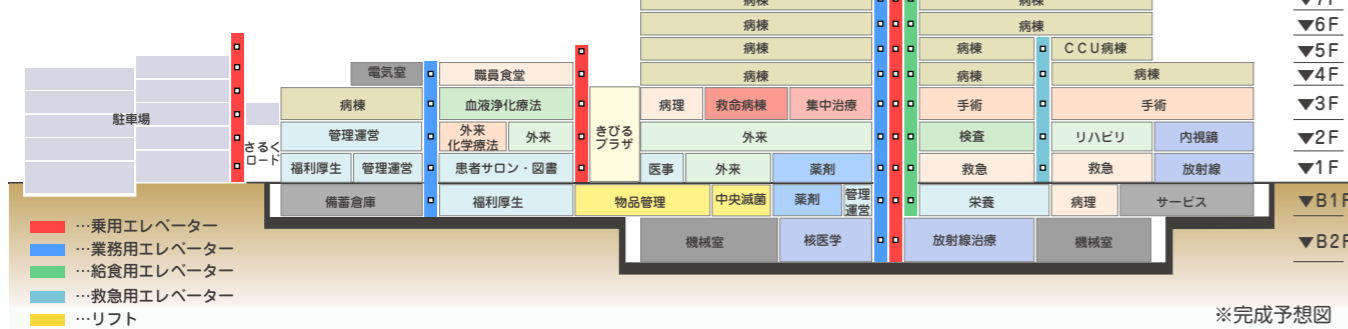 病棟 病棟 ▼7F
病棟 病棟 ▼6F
病棟 病棟 CCU病棟 ▼5F
電気室 職員食堂 病棟 病棟 病棟 ▼4F
駐車場 病棟 血液浄化療法 病理 救命病棟 集中治療 手術 手術 ▼3F
さるく
ロード
管理運営 外来
化学療法
外来 きびる
プラザ
外来 検査 リハビリ 内視鏡 ▼2F
福利厚生 管理運営 患者サロン・図書 医事 外来 薬剤 救急 救急 放射線 ▼1F
備蓄倉庫 福利厚生 物品管理 中央滅菌 薬剤 管理
運営
栄養 病理 サービス ▼B1F
機械室 核医学 放射線治療 機械室 ▼B2F
…乗用エレベーター
…業務用エレベーター
…給食用エレベーター
…救急用エレベーター
…リフト
※完成予想図